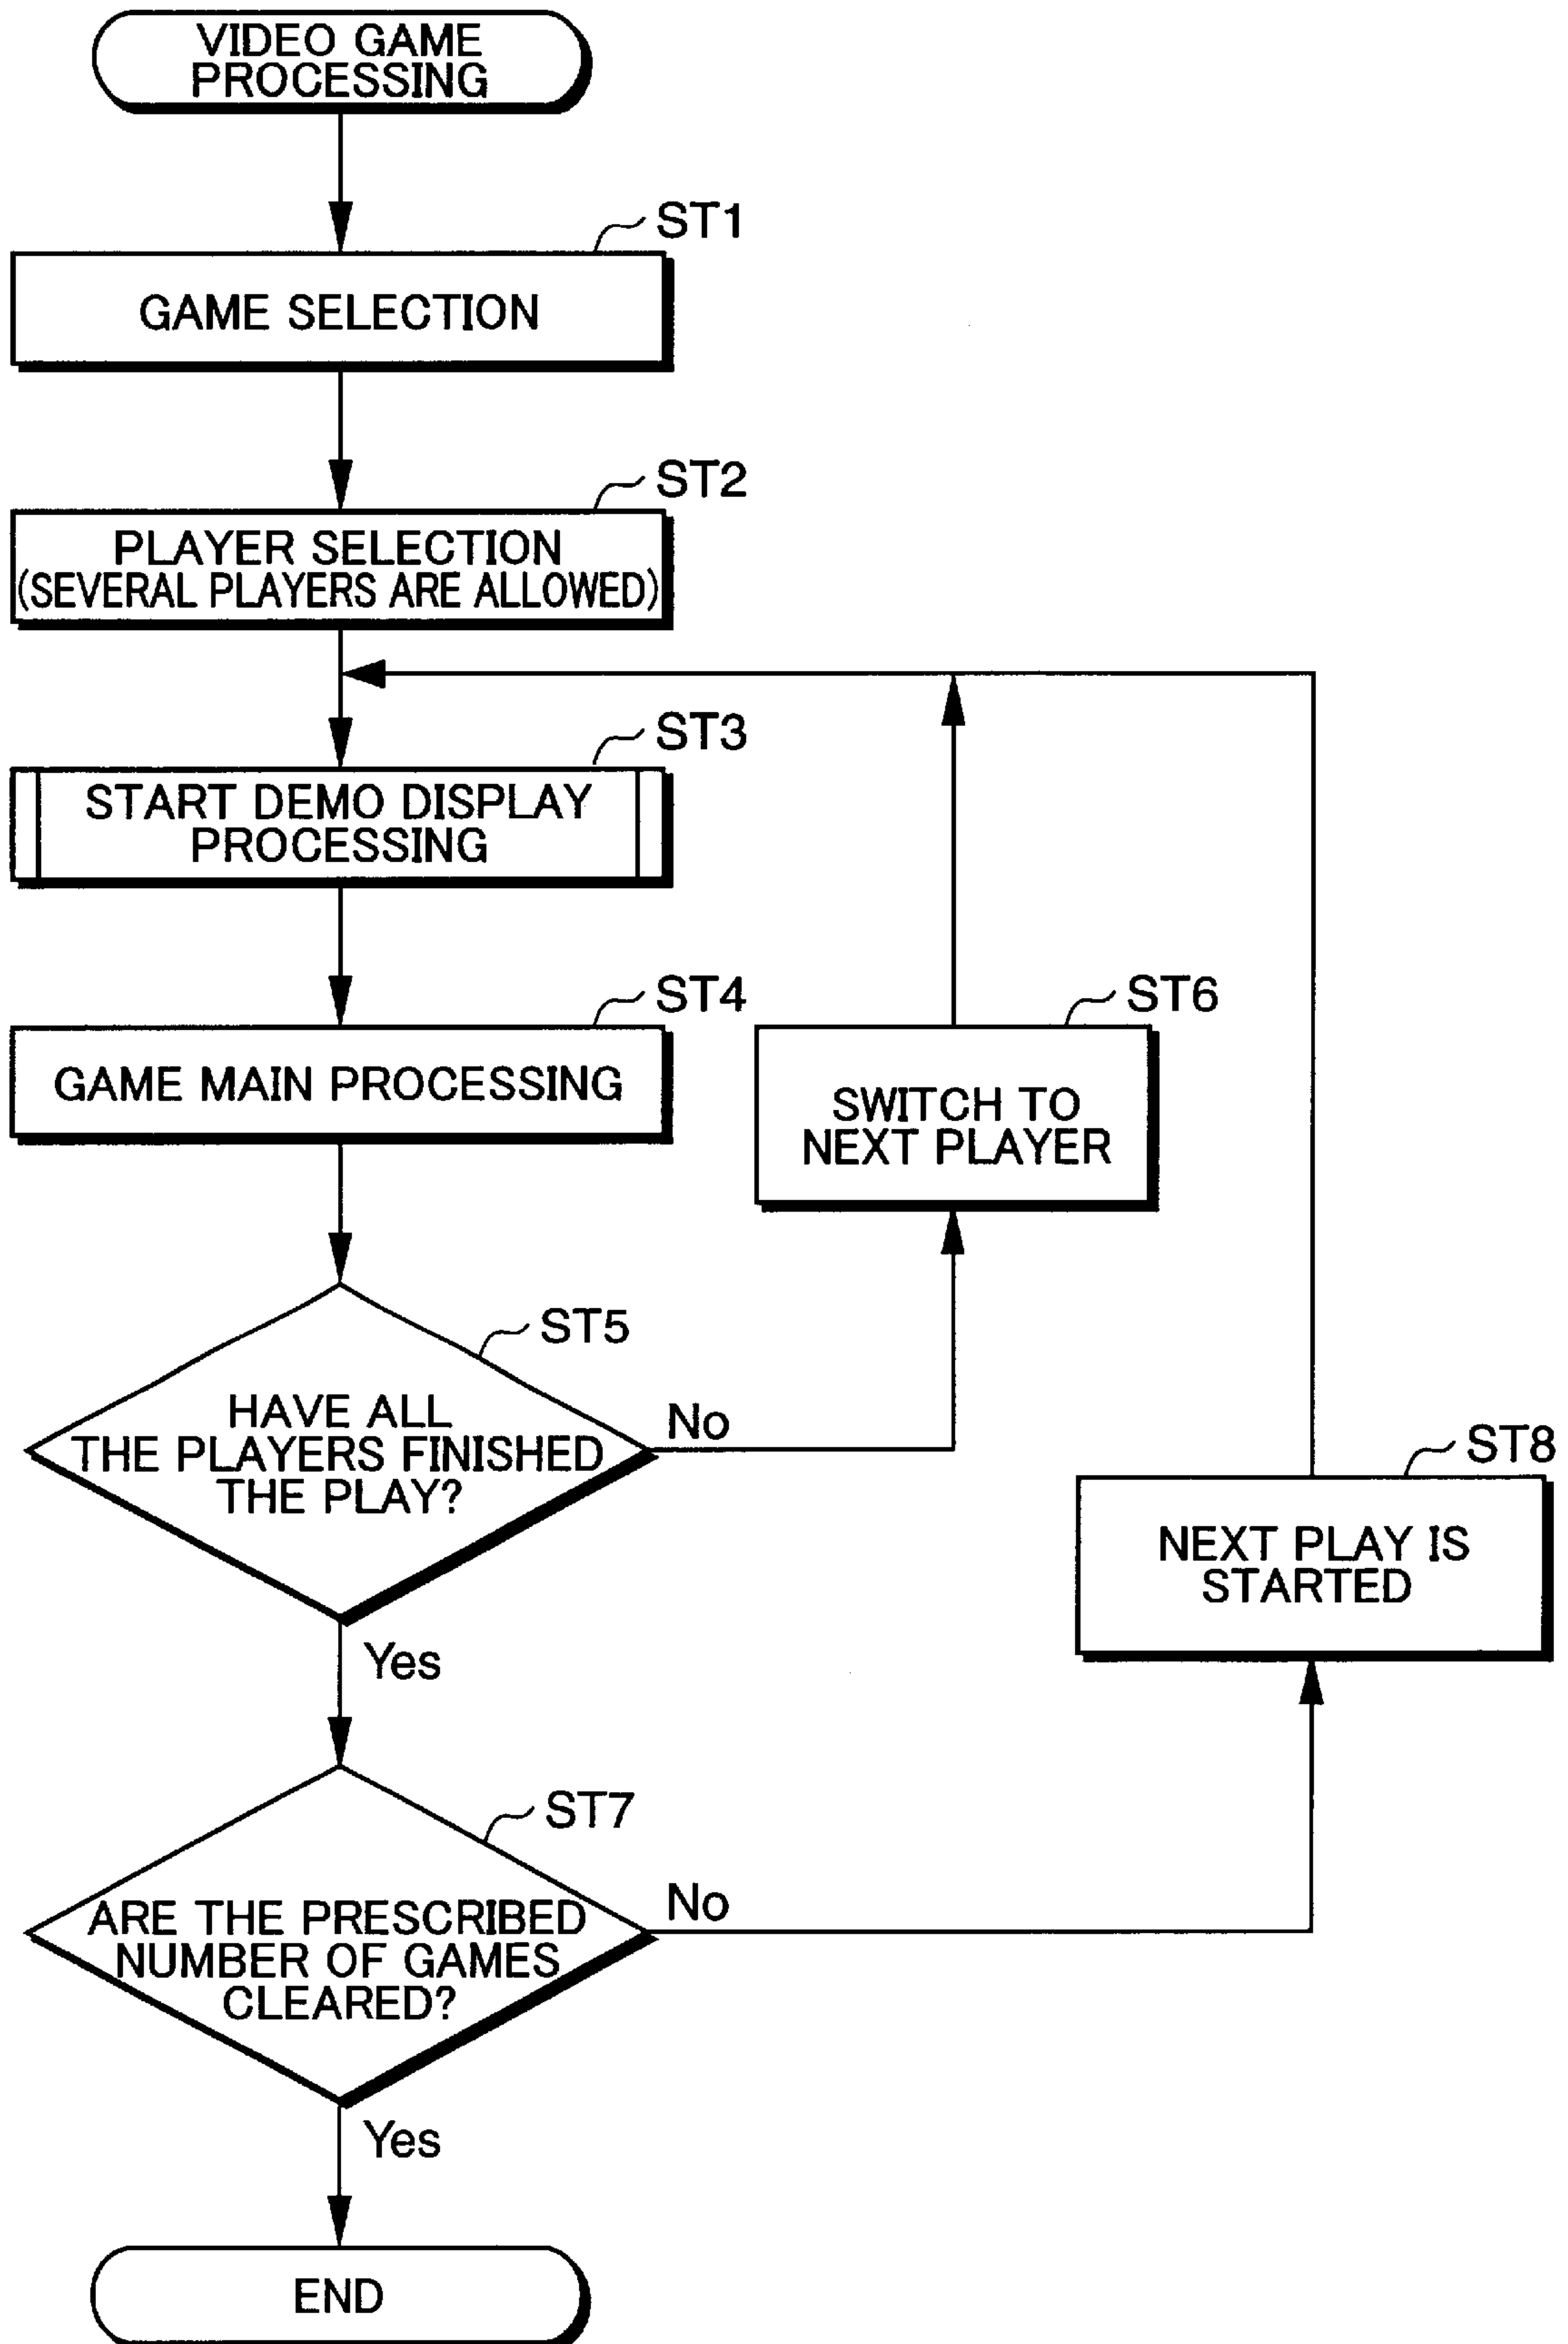 VIDEO GAME
PROCESSING
ST1
GAME SELECTION
ST2
PLAYER SELECTION
(SEVERAL PLAYERS ARE ALLOWED)
ST3
START DEMO DISPLAY
PROCESSING
ST4
GAME MAIN PROCESSING
ST6
SWITCH TO
NEXT PLAYER
ST5
HAVE ALL
THE PLAYERS FINISHED
THE PLAY?
No
Yes
ST8
NEXT PLAY IS
STARTED
ST7
ARE THE PRESCRIBED
NUMBER OF GAMES
CLEARED?
No
Yes
END